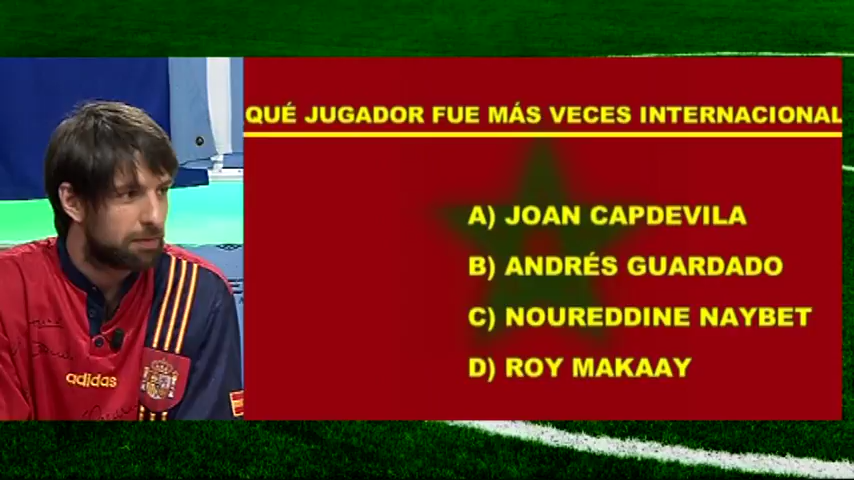 QUÉ JUGADOR FUE MÁS VECES INTERNACIONAL
A) JOAN CAPDEVILA
B) ANDRÉS GUARDADO
C) NOUREDDINE NAYBET
D) ROY MAKAAY
adidas